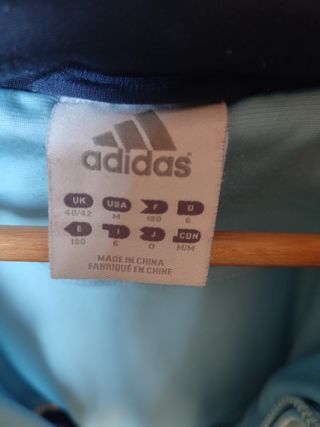 adidas
UK USA F D
40/42 M 180 6
E I J CDN
180 6 O M/M
MADE IN CHINA
FABRIQUÉ EN CHINE